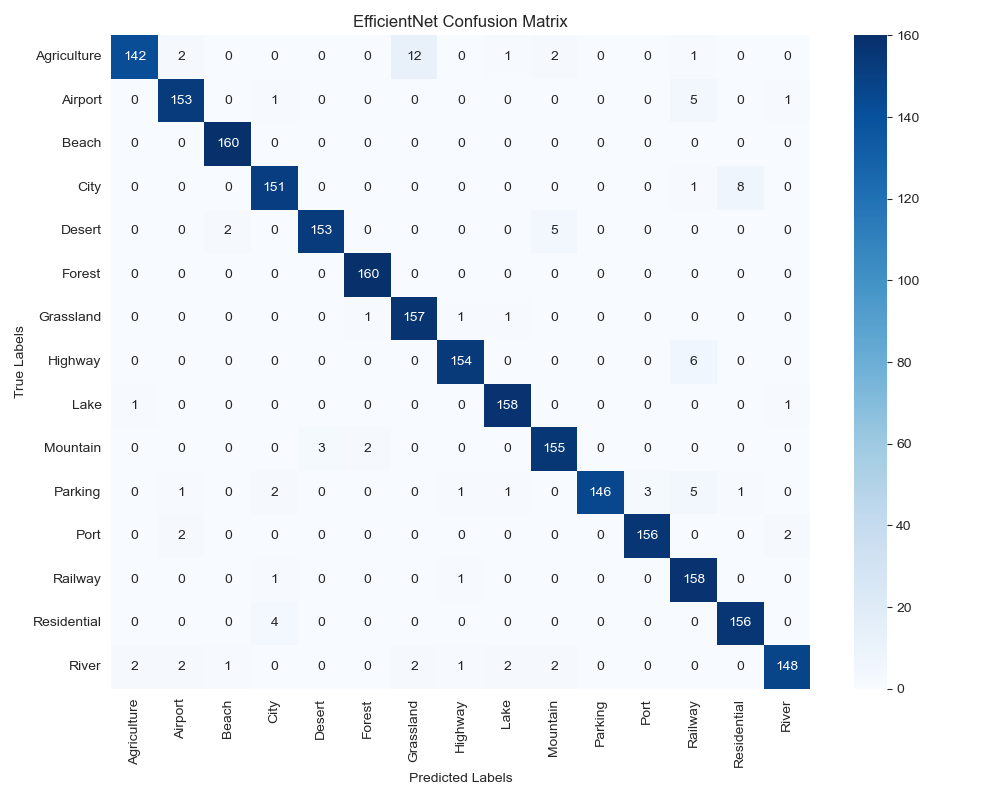 EfficientNet Confusion Matrix
Agriculture 142 2 0 0 0 0 12 0 1 2 0 0 1 0 0
Airport 0 153 0 1 0 0 0 0 0 0 0 0 5 0 1
Beach 0 0 160 0 0 0 0 0 0 0 0 0 0 0 0
City 0 0 0 151 0 0 0 0 0 0 0 0 1 8 0
Desert 0 0 2 0 153 0 0 0 0 5 0 0 0 0 0
Forest 0 0 0 0 0 160 0 0 0 0 0 0 0 0 0
Grassland 0 0 0 0 0 1 157 1 1 0 0 0 0 0 0
Highway 0 0 0 0 0 0 0 154 0 0 0 0 6 0 0
Lake 1 0 0 0 0 0 0 0 158 0 0 0 0 0 1
Mountain 0 0 0 0 3 2 0 0 0 155 0 0 0 0 0
Parking 0 1 0 2 0 0 0 1 1 0 146 3 5 1 0
Port 0 2 0 0 0 0 0 0 0 0 0 156 0 0 2
Railway 0 0 0 1 0 0 0 1 0 0 0 0 158 0 0
Residential 0 0 0 4 0 0 0 0 0 0 0 0 0 156 0
River 2 2 1 0 0 0 2 1 2 2 0 0 0 0 148
True Labels
Agriculture Airport Beach City Desert Forest Grassland Highway Lake Mountain Parking Port Railway Residential River
Predicted Labels
160
140
120
100
80
60
40
20
0